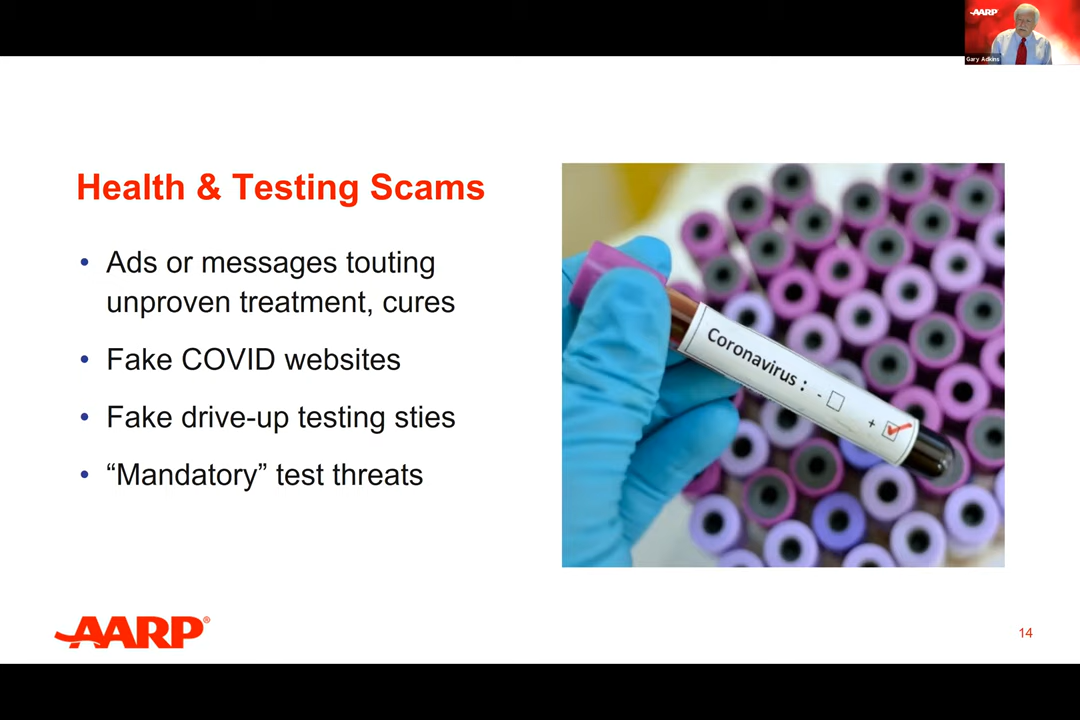 AARP
Gary Adkins
Health & Testing Scams
• Ads or messages touting
unproven treatment, cures
• Fake COVID websites
• Fake drive-up testing sties
• “Mandatory” test threats
Coronavirus :
- 
+
AARP®
14